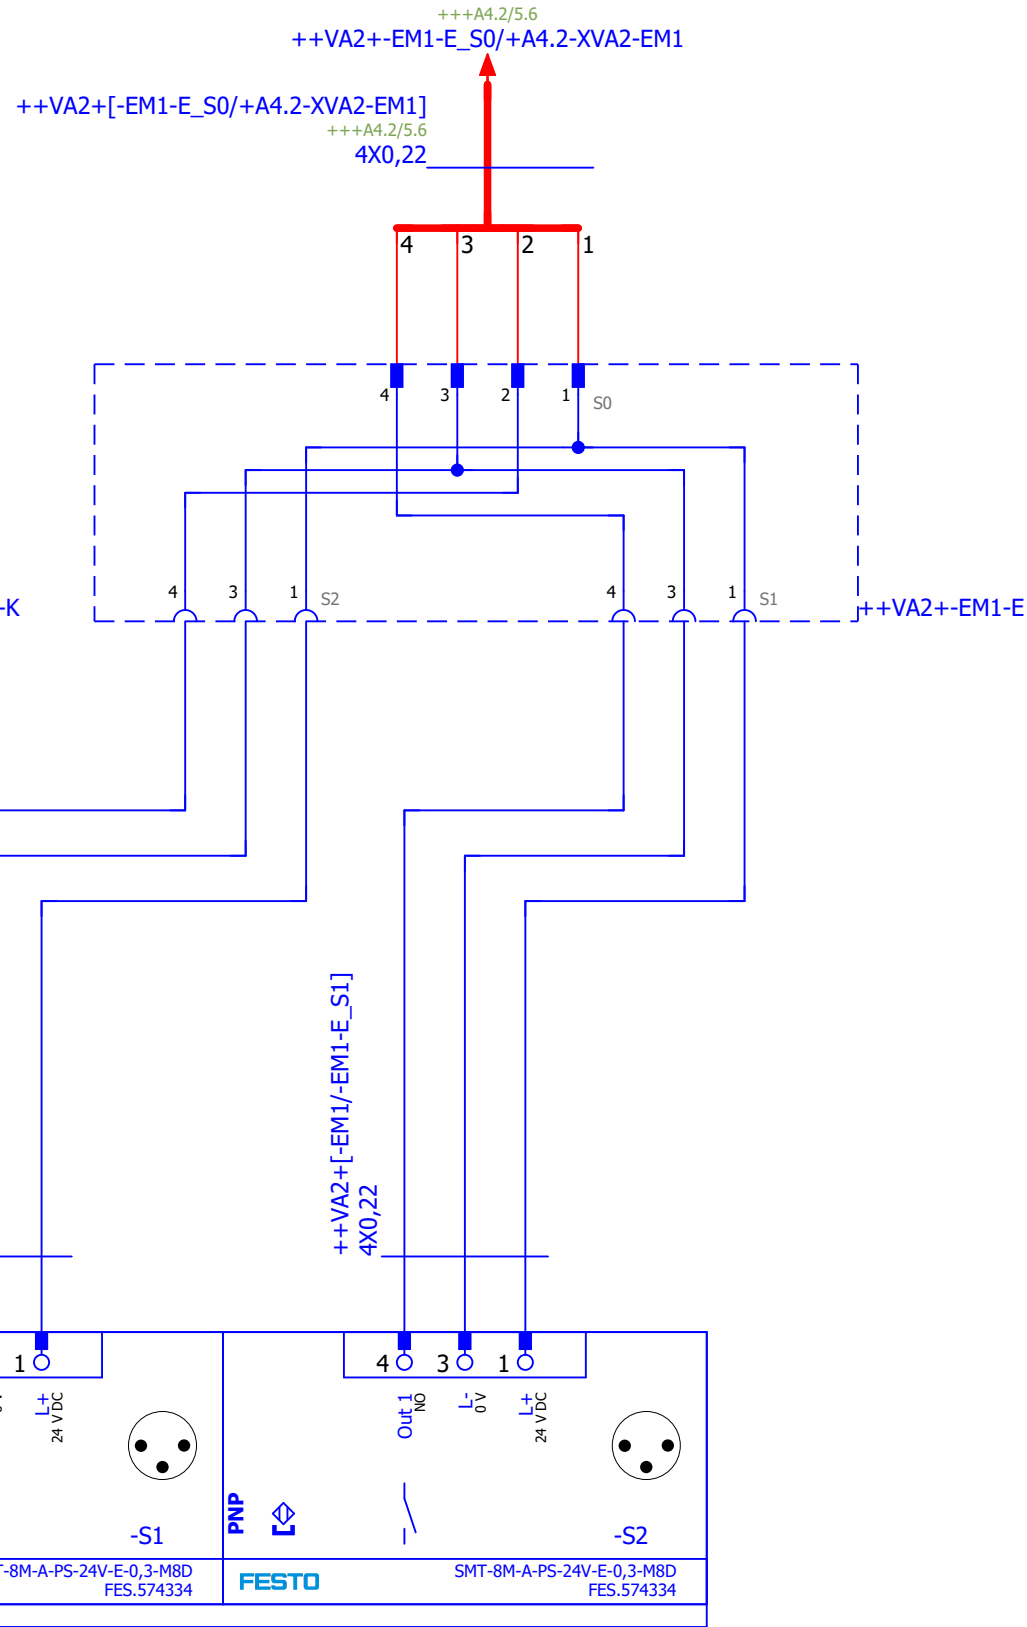 +++A4.2/5.6
++VA2+-EM1-E_S0/+A4.2-XVA2-EM1
++VA2+[-EM1-E_S0/+A4.2-XVA2-EM1]
+++A4.2/5.6
4X0,22
4 3 2 1
4 3 2 1 S0
4 3 1 S2 4 3 1 S1
-K ++VA2+-EM1-E
++VA2+[-EM1/-EM1-E_S1]
4X0,22
1 4 3 1
L+
24 V DC
Out 1
NO
L-
0 V
L+
24 V DC
PNP
-S1 -S2
T-8M-A-PS-24V-E-0,3-M8D
FES.574334
FESTO
SMT-8M-A-PS-24V-E-0,3-M8D
FES.574334